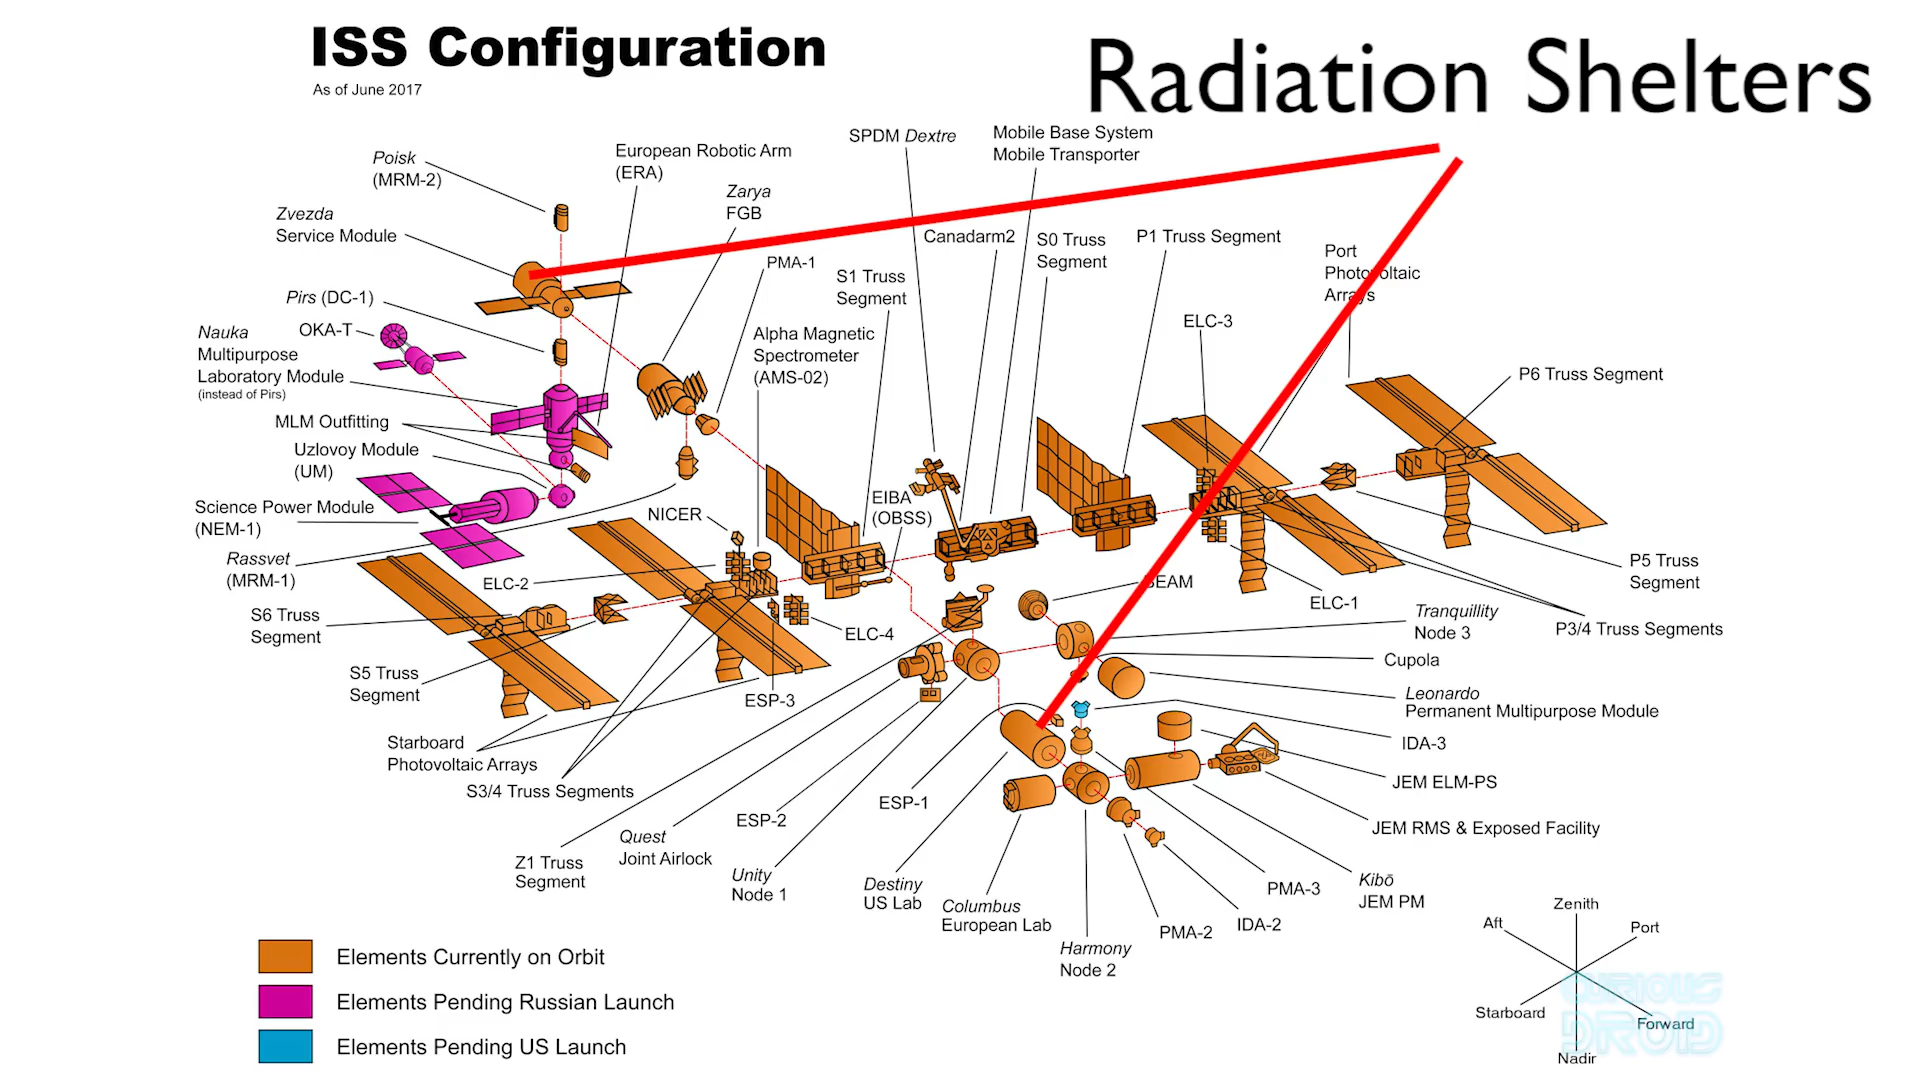 ISS Configuration
As of June 2017
Radiation Shelters
Poisk
(MRM-2)
European Robotic Arm
(ERA)
SPDM Dextre
Mobile Base System
Mobile Transporter
Zvezda
Service Module
Zarya
FGB
PMA-1
S1 Truss
Segment
Canadarm2
S0 Truss
Segment
P1 Truss Segment
Port
Photovoltaic
Arrays
Pirs (DC-1)
OKA-T
Nauka
Multipurpose
Laboratory Module
(instead of Pirs)
Alpha Magnetic
Spectrometer
(AMS-02)
ELC-3
P6 Truss Segment
MLM Outfitting
Uzlovoy Module
(UM)
Science Power Module
(NEM-1)
NICER
EIBA
(OBSS)
Rassvet
(MRM-1)
ELC-2
BEAM
P5 Truss
Segment
ELC-1
Tranquillity
Node 3
P3/4 Truss Segments
S6 Truss
Segment
ELC-4
Cupola
S5 Truss
Segment
ESP-3
Leonardo
Permanent Multipurpose Module
IDA-3
Starboard
Photovoltaic Arrays
S3/4 Truss Segments
JEM ELM-PS
ESP-2
ESP-1
JEM RMS & Exposed Facility
Z1 Truss
Segment
Quest
Joint Airlock
Unity
Node 1
Destiny
US Lab
Columbus
European Lab
Harmony
Node 2
PMA-2
IDA-2
PMA-3
Kibō
JEM PM
Elements Currently on Orbit
Elements Pending Russian Launch
Elements Pending US Launch
Zenith
Aft
Port
Starboard
Forward
Nadir
CURIOUS
DROID